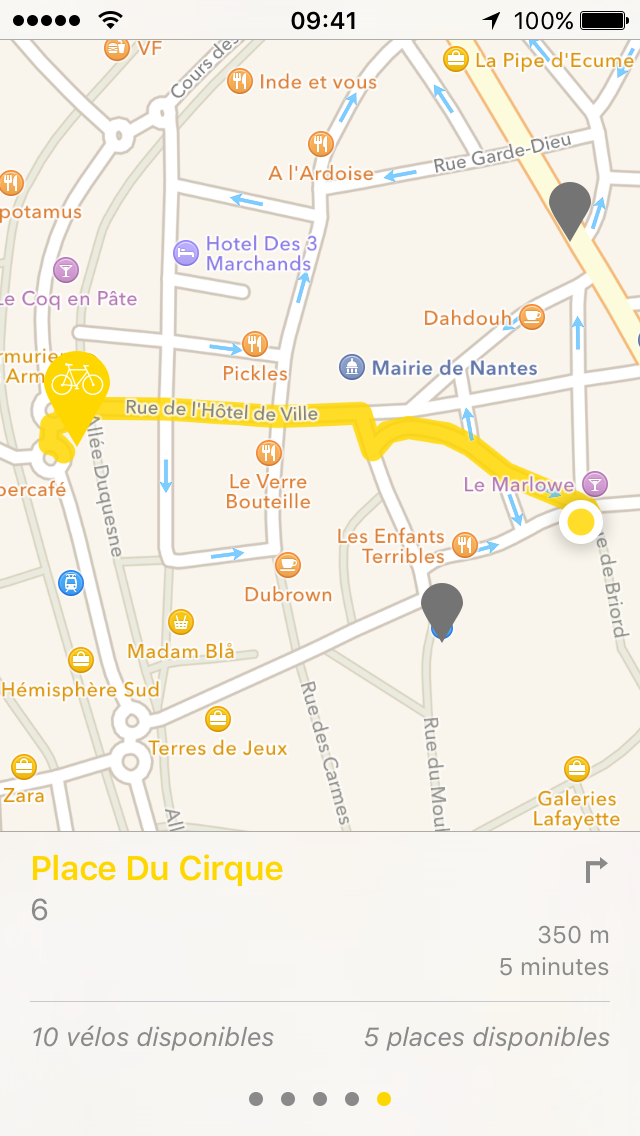 09:41
100%
VF
Cours des
La Pipe d'Ecume
Inde et vous
A l'Ardoise
Rue Garde-Dieu
potamus
Hotel Des 3
Marchands
Le Coq en Pâte
Dahdouh
rmurier
Arm
Pickles
Mairie de Nantes
Rue de l'Hôtel de Ville
Allée Duquesne
Le Verre
Bouteille
Le Marlowe
percafé
Les Enfants
Terribles
e de Briord
Dubrown
Madam Blå
Hémisphère Sud
Rue des Carmes
Rue du Moul
Terres de Jeux
Zara
All
Galeries
Lafayette
Place Du Cirque
6
350 m
5 minutes
10 vélos disponibles
5 places disponibles